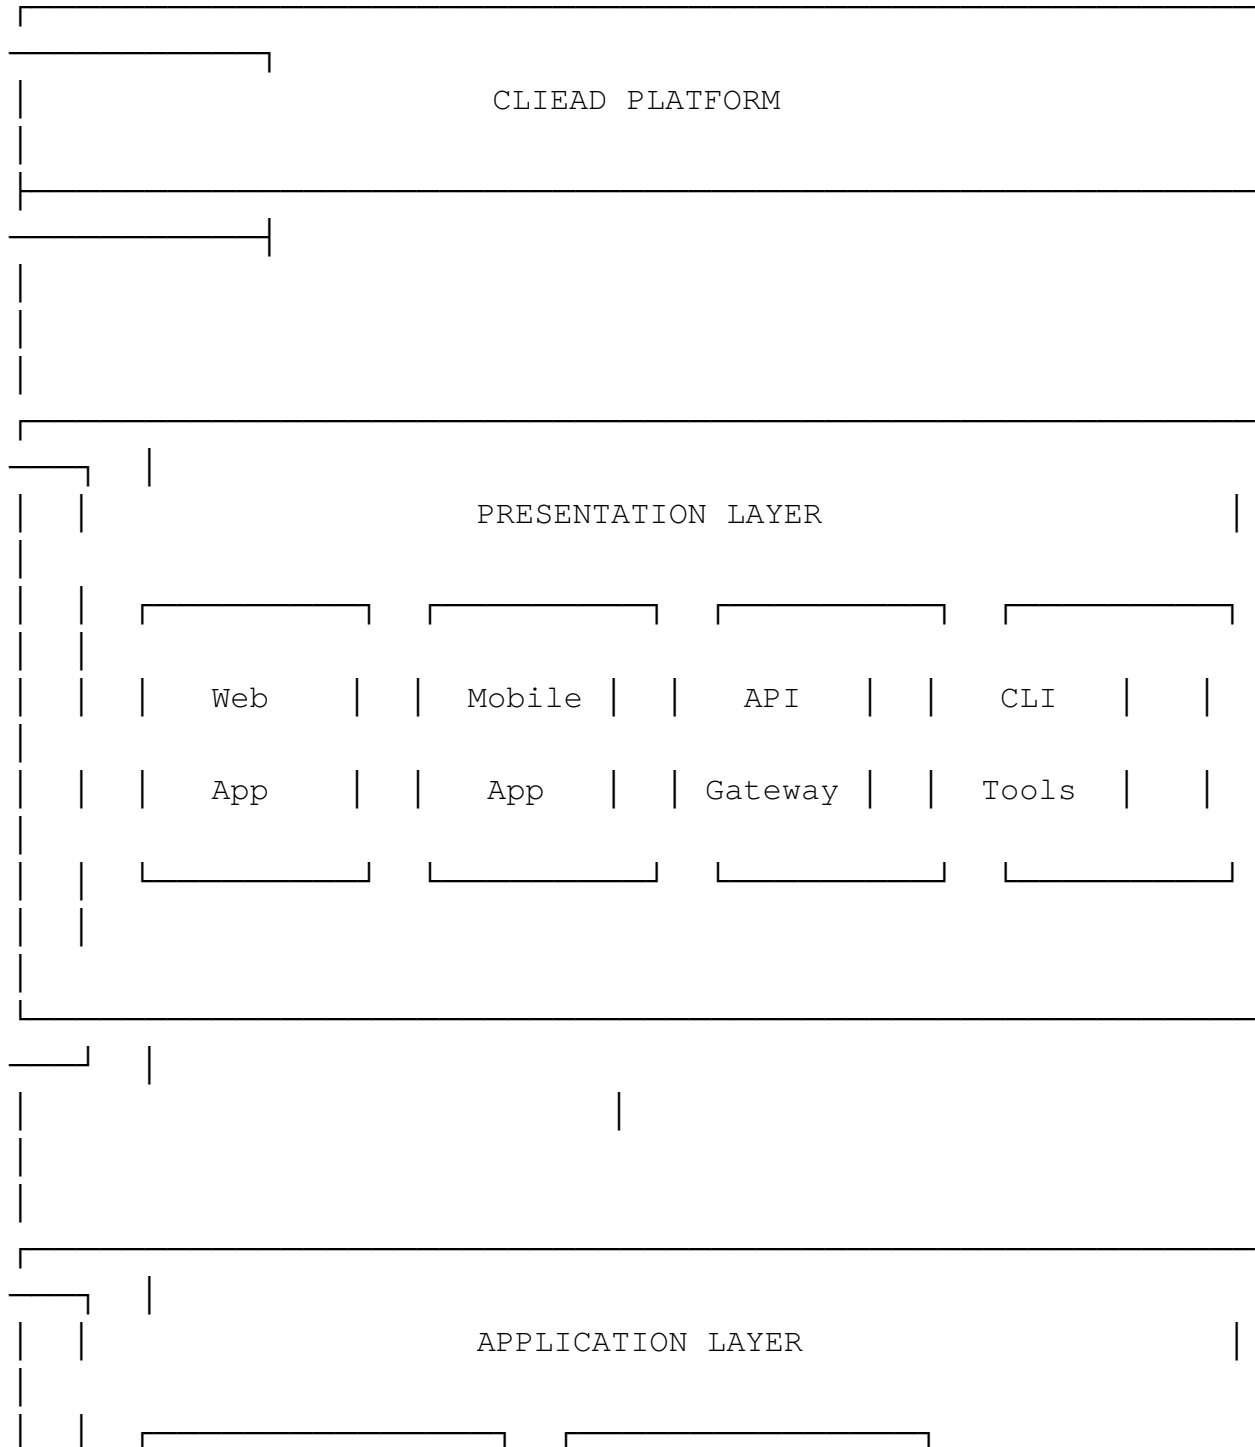 CLIEAD PLATFORM
PRESENTATION LAYER
Web Mobile API CLI
App App Gateway Tools
APPLICATION LAYER